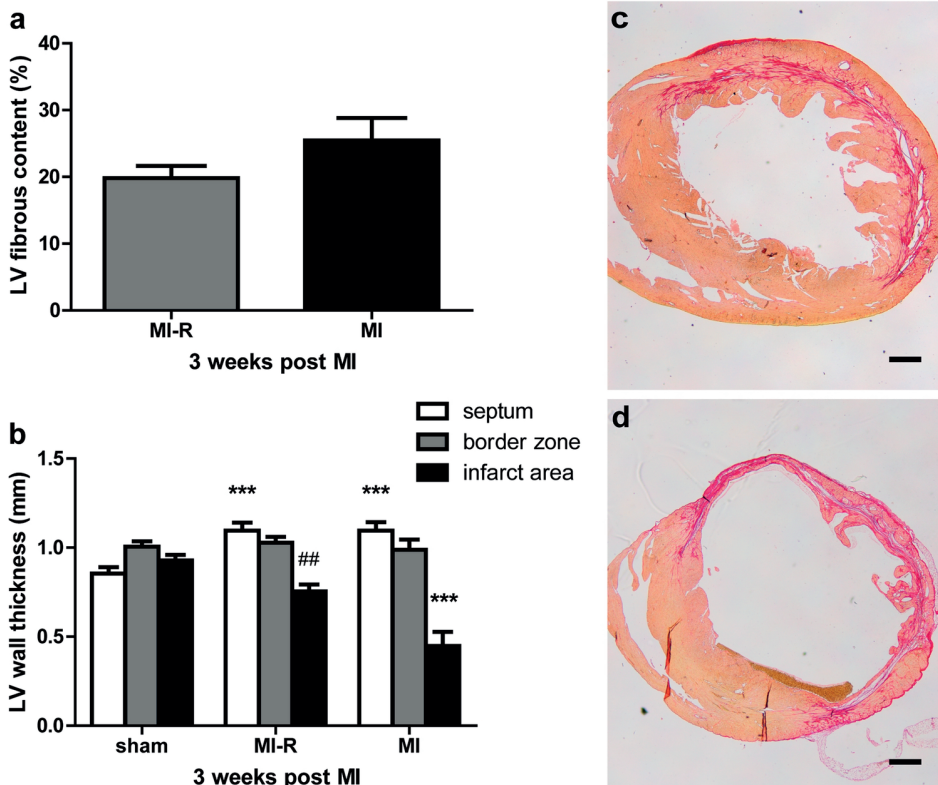 a
LV fibrous content (%)
40
30
20
10
0
MI-R MI
3 weeks post MI
b
septum
border zone
infarct area
LV wall thickness (mm)
1.5
1.0
0.5
0.0
*** ***
##
***
sham MI-R MI
3 weeks post MI
c
d